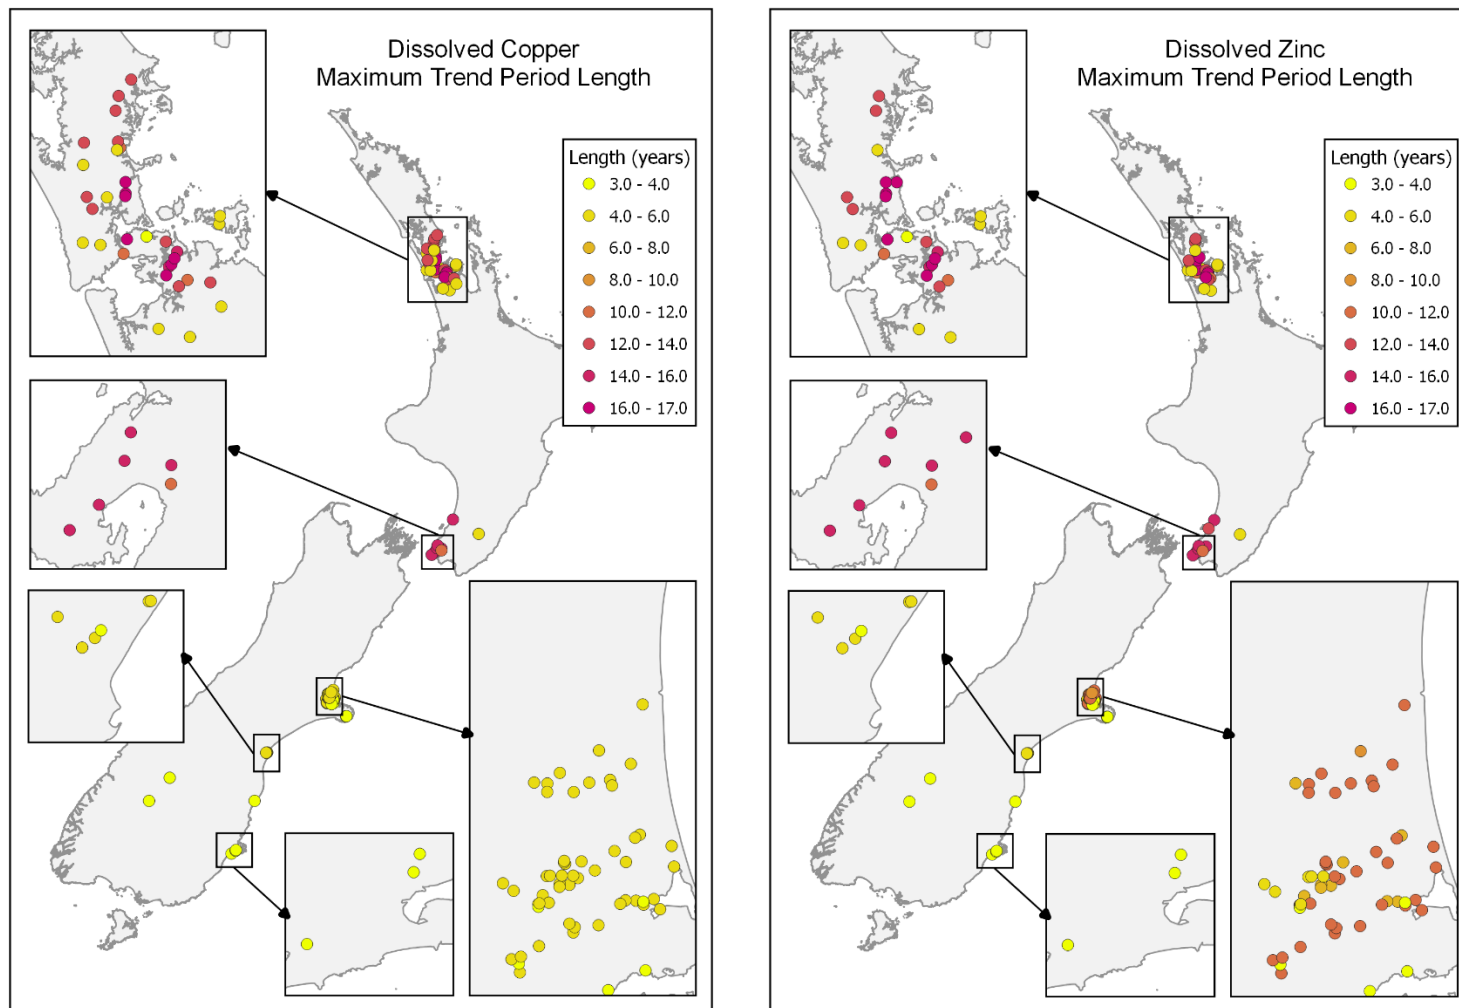 Dissolved Copper
Maximum Trend Period Length
Length (years)
3.0 - 4.0
4.0 - 6.0
6.0 - 8.0
8.0 - 10.0
10.0 - 12.0
12.0 - 14.0
14.0 - 16.0
16.0 - 17.0
Dissolved Zinc
Maximum Trend Period Length
Length (years)
3.0 - 4.0
4.0 - 6.0
6.0 - 8.0
8.0 - 10.0
10.0 - 12.0
12.0 - 14.0
14.0 - 16.0
16.0 - 17.0